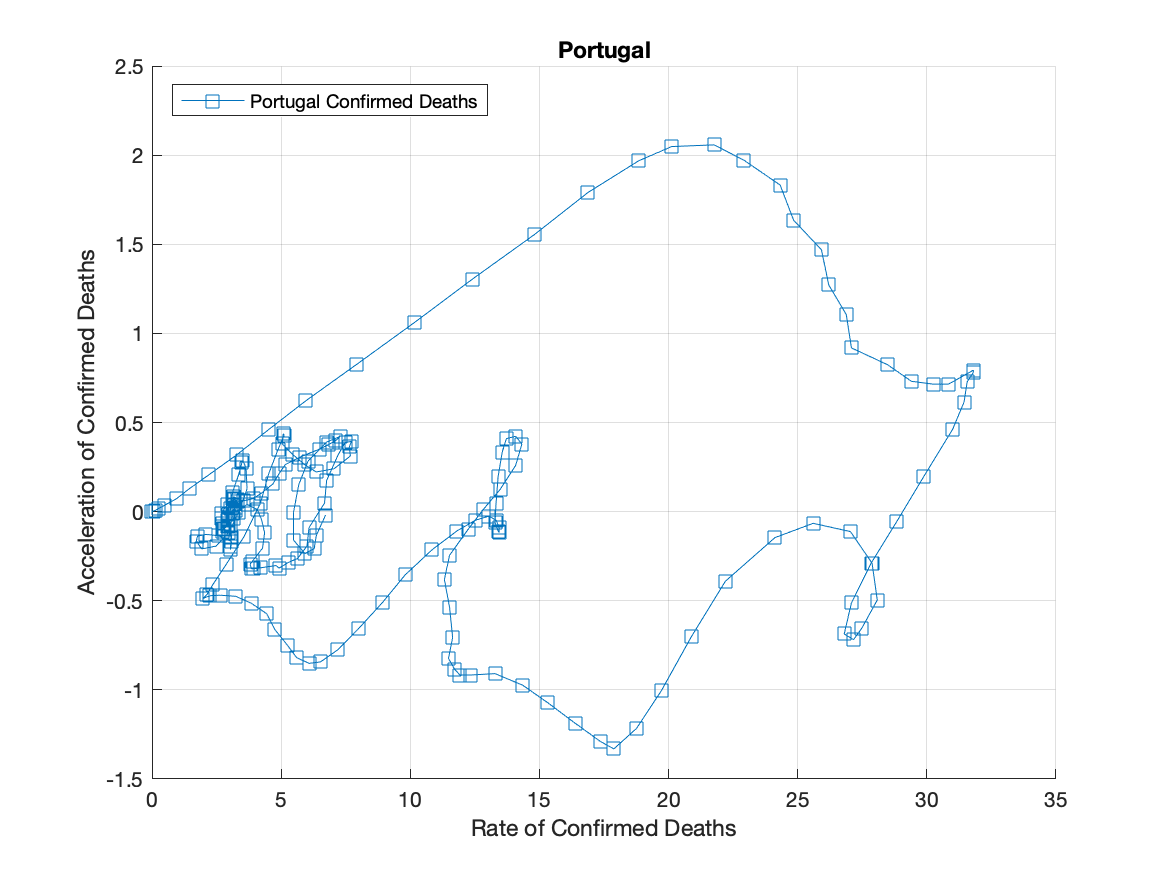 Portugal
Portugal Confirmed Deaths
Acceleration of Confirmed Deaths
2.5
2
1.5
1
0.5
0
-0.5
-1
-1.5
0 5 10 15 20 25 30 35
Rate of Confirmed Deaths